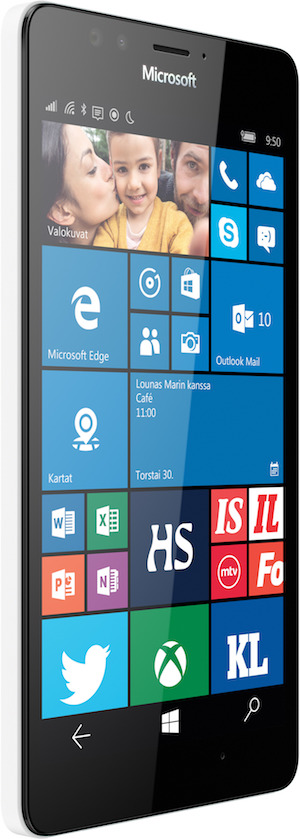 Microsoft
9:50
Valokuvat
Microsoft Edge
10
Outlook Mail
Lounas Marin kanssa
Café
11:00
Kartat
Torstai 30.
W
X
HS
IS
IL
P
N
mtv
Fo
KL